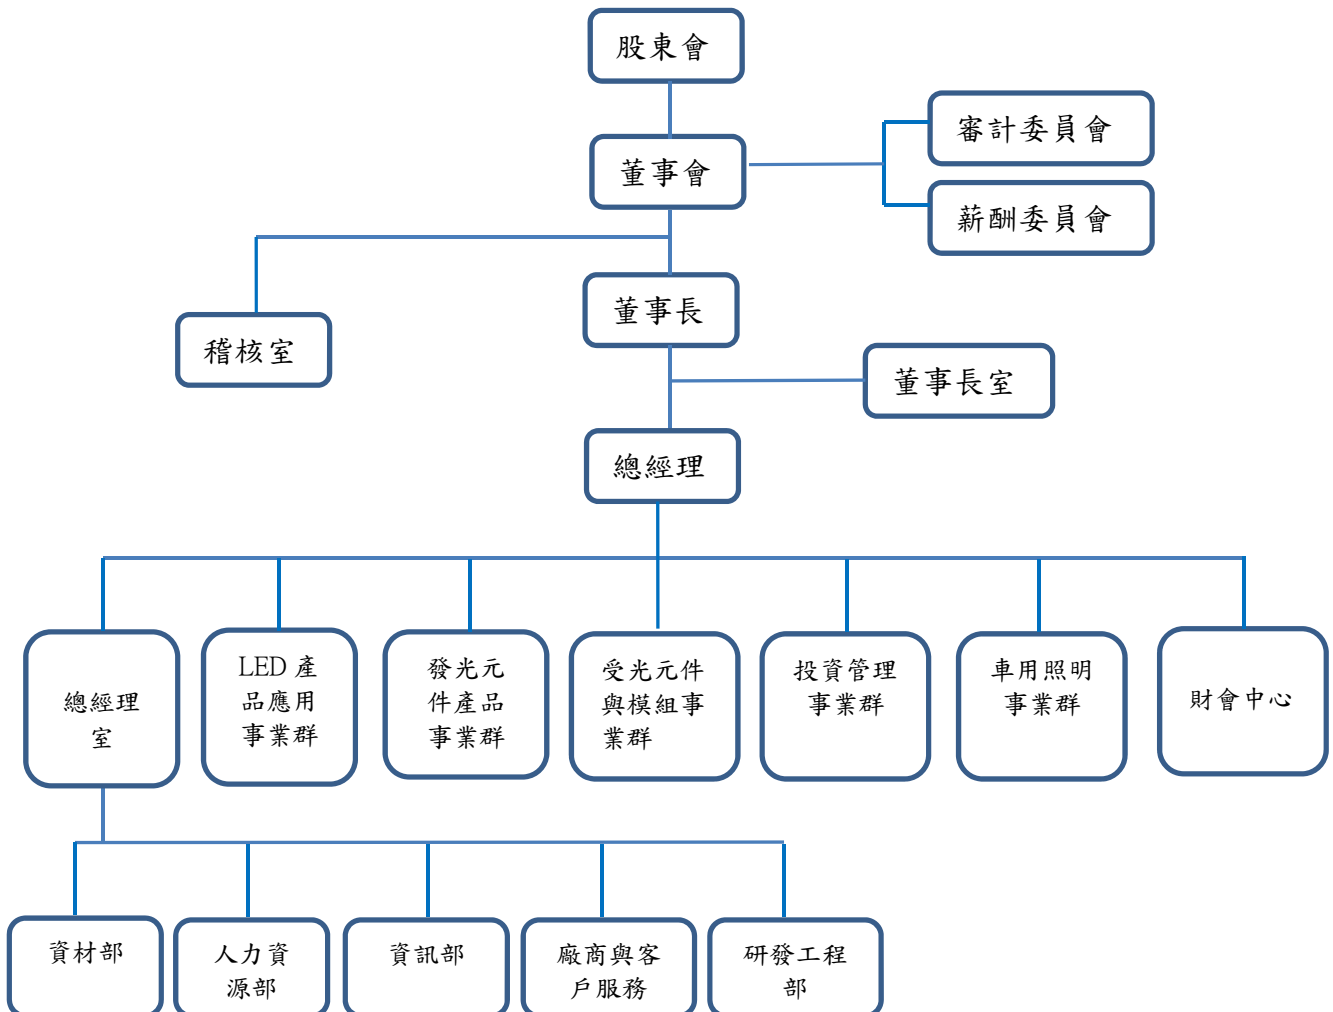 股東會
審計委員會
董事會
薪酬委員會
董事長
稽核室
董事長室
總經理
總經理
室
LED 產
品應用
事業群
發光元
件產品
事業群
受光元件
與模組事
業群
投資管理
事業群
車用照明
事業群
財會中心
資材部
人力資
源部
資訊部
廠商與客
戶服務
研發工程
部